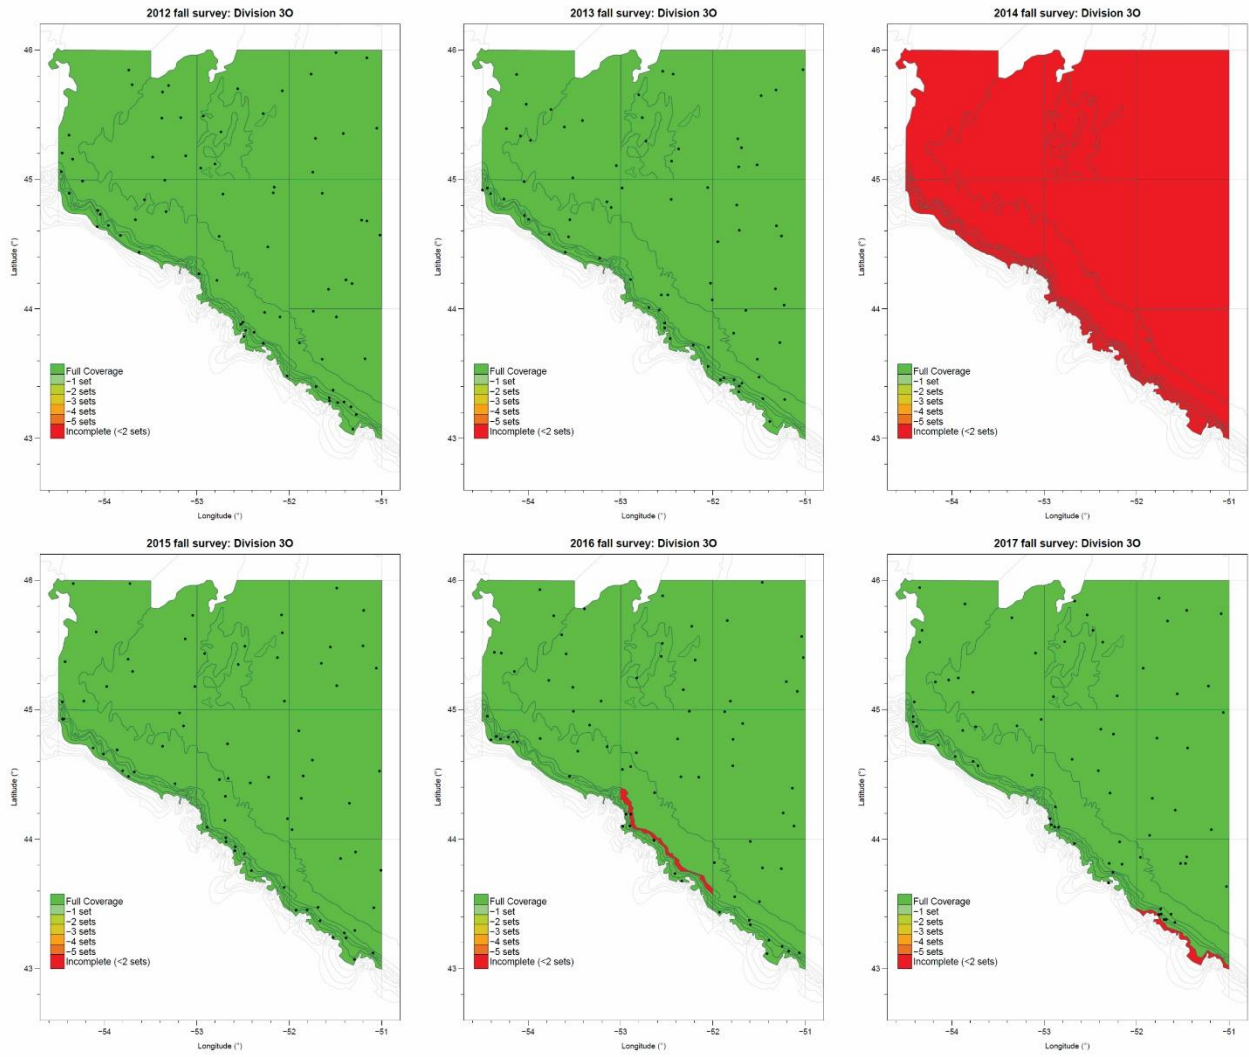 2012 fall survey: Division 3O
46
45
44
43
Latitude (°)
Full Coverage
−1 set
−2 sets
−3 sets
−4 sets
−5 sets
Incomplete (<2 sets)
−54
−53
−52
−51
Longitude (°)
2013 fall survey: Division 3O
46
45
44
43
Latitude (°)
Full Coverage
−1 set
−2 sets
−3 sets
−4 sets
−5 sets
Incomplete (<2 sets)
−54
−53
−52
−51
Longitude (°)
2014 fall survey: Division 3O
46
45
44
43
Latitude (°)
Full Coverage
−1 set
−2 sets
−3 sets
−4 sets
−5 sets
Incomplete (<2 sets)
−54
−53
−52
−51
Longitude (°)
2015 fall survey: Division 3O
46
45
44
43
Latitude (°)
Full Coverage
−1 set
−2 sets
−3 sets
−4 sets
−5 sets
Incomplete (<2 sets)
−54
−53
−52
−51
Longitude (°)
2016 fall survey: Division 3O
46
45
44
43
Latitude (°)
Full Coverage
−1 set
−2 sets
−3 sets
−4 sets
−5 sets
Incomplete (<2 sets)
−54
−53
−52
−51
Longitude (°)
2017 fall survey: Division 3O
46
45
44
43
Latitude (°)
Full Coverage
−1 set
−2 sets
−3 sets
−4 sets
−5 sets
Incomplete (<2 sets)
−54
−53
−52
−51
Longitude (°)